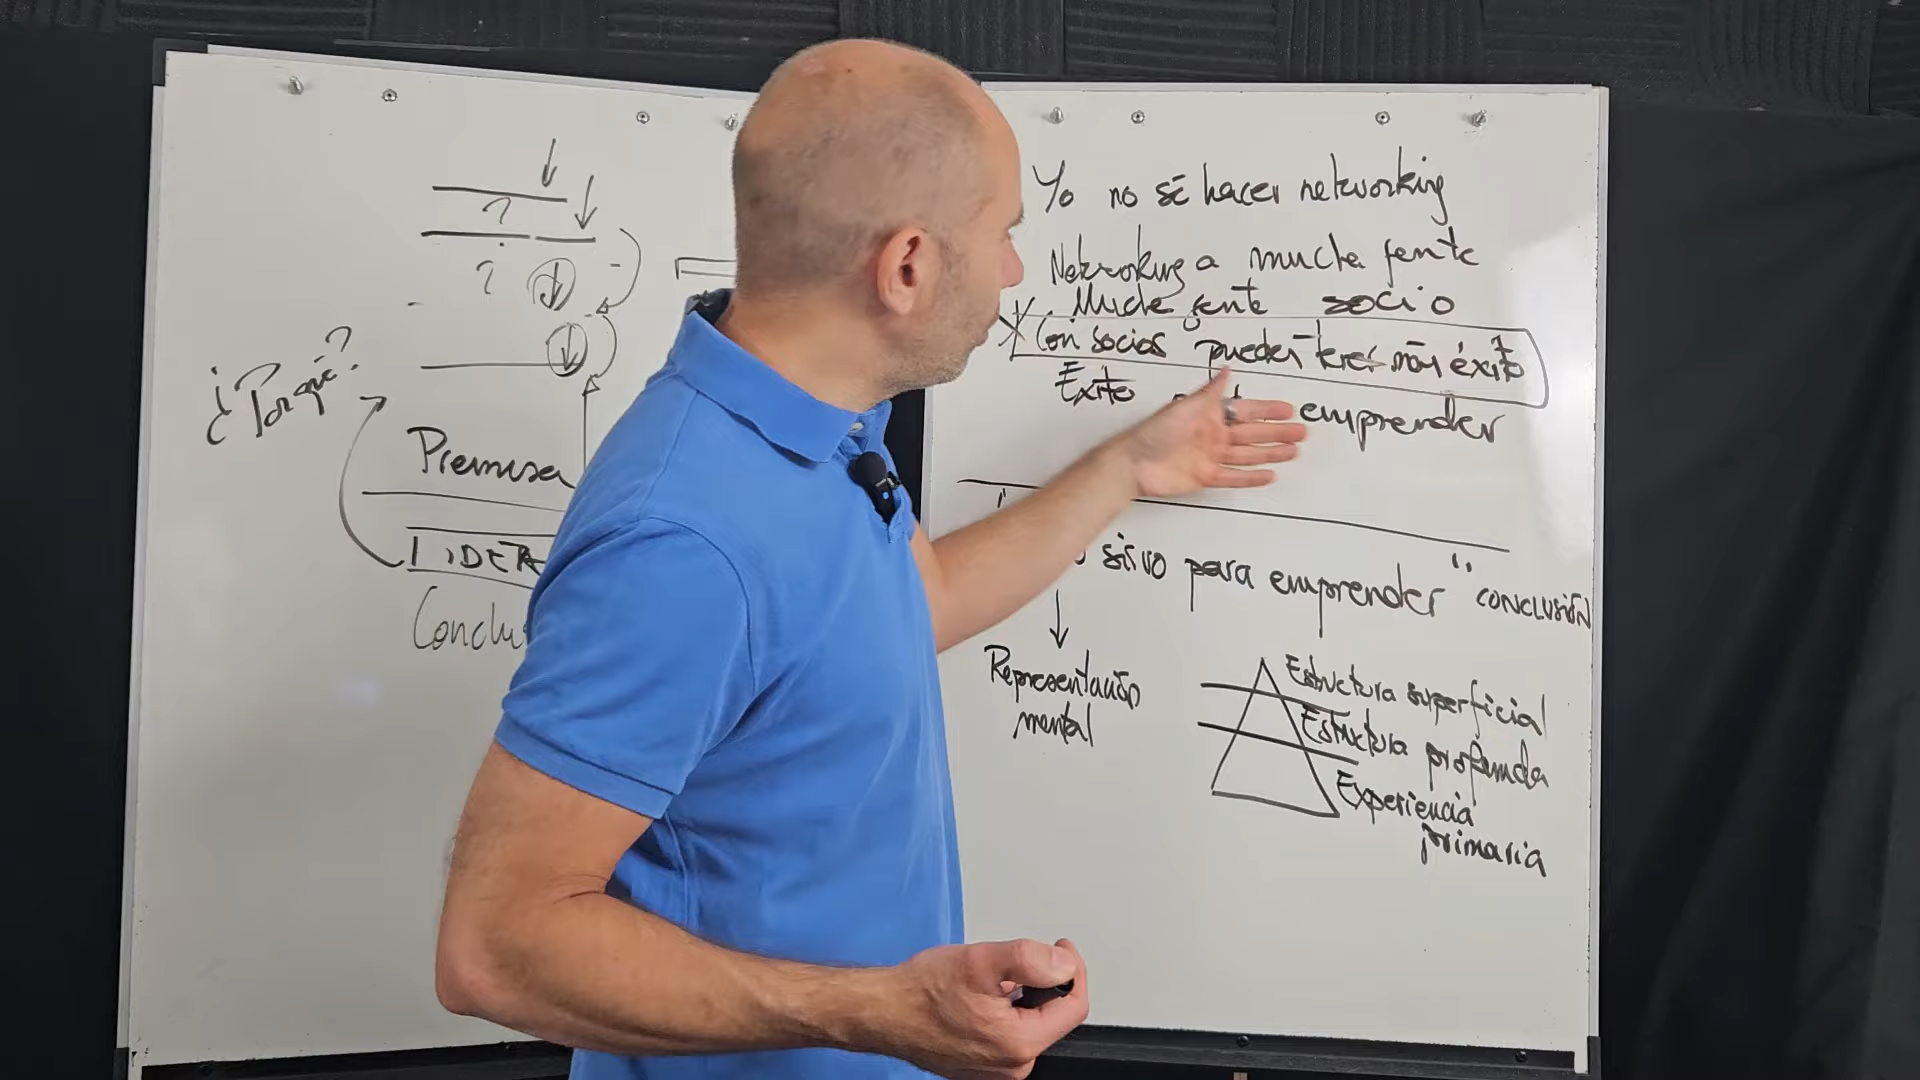 ?
?
¿Porqué?
Premisa
IDEA
Conclu
Yo no sé hacer networking
Networking a mucha gente
Mucha gente socio
X Con socios puedes tener más éxito
Éxito emprender
" sirvo para emprender " CONCLUSIÓN
Representación
mental
Estructura superficial
Estructura profunda
Experiencia
primaria